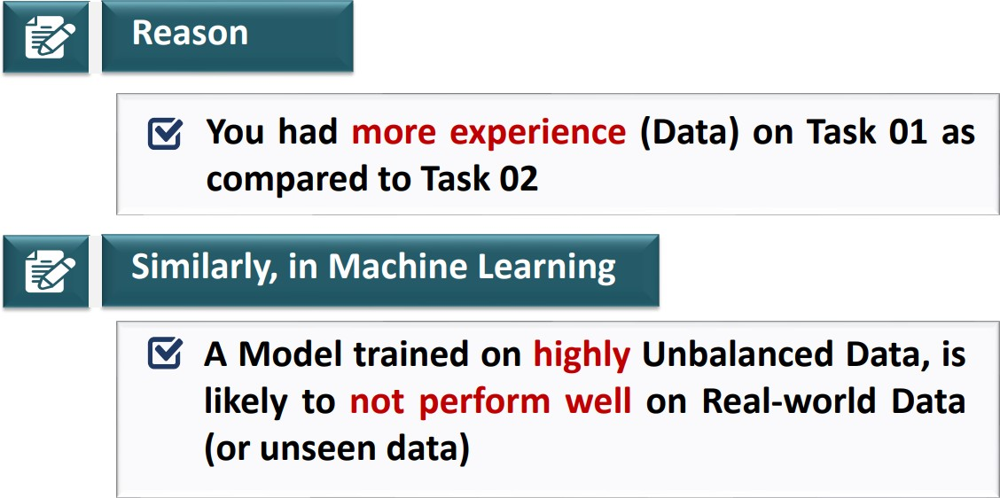 Reason
You had more experience (Data) on Task 01 as
compared to Task 02
Similarly, in Machine Learning
A Model trained on highly Unbalanced Data, is
likely to not perform well on Real-world Data
(or unseen data)